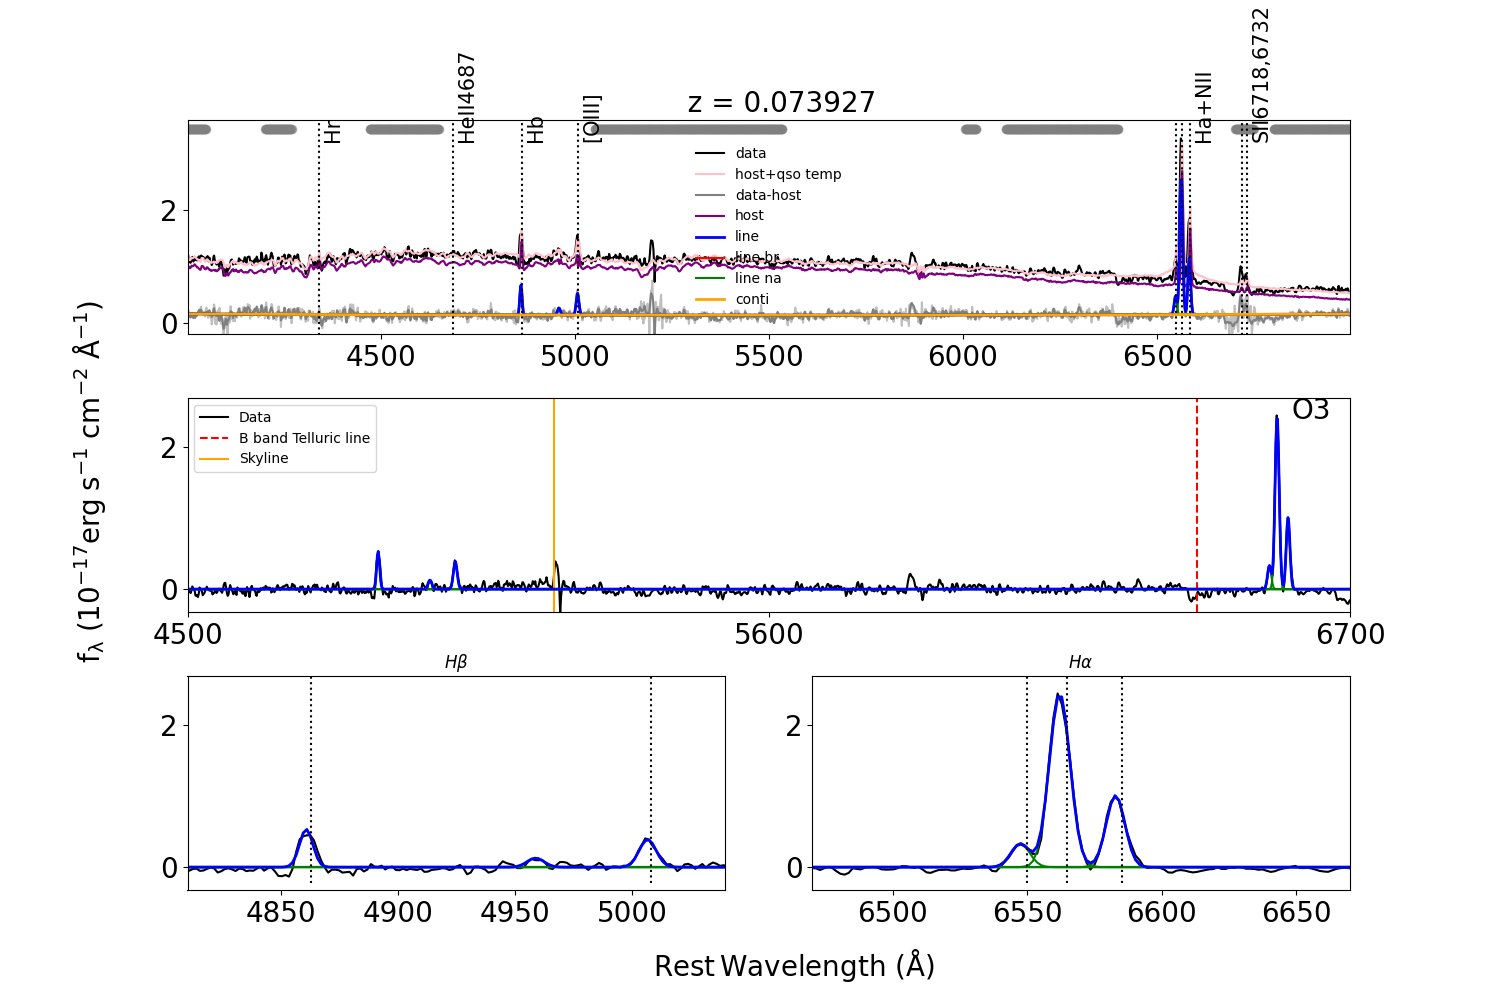 z = 0.073927
Hr
HeII4687
Hb
[OIII]
Ha+NII
SII6718,6732
data
host+qso temp
data-host
host
line
line br
line na
conti
2
0
4500
5000
5500
6000
6500
f_λ (10⁻¹⁷erg s⁻¹ cm⁻² Å⁻¹)
Data
B band Telluric line
Skyline
O3
2
0
4500
5600
6700
Hβ
2
0
4850
4900
4950
5000
Hα
2
0
6500
6550
6600
6650
Rest Wavelength (Å)